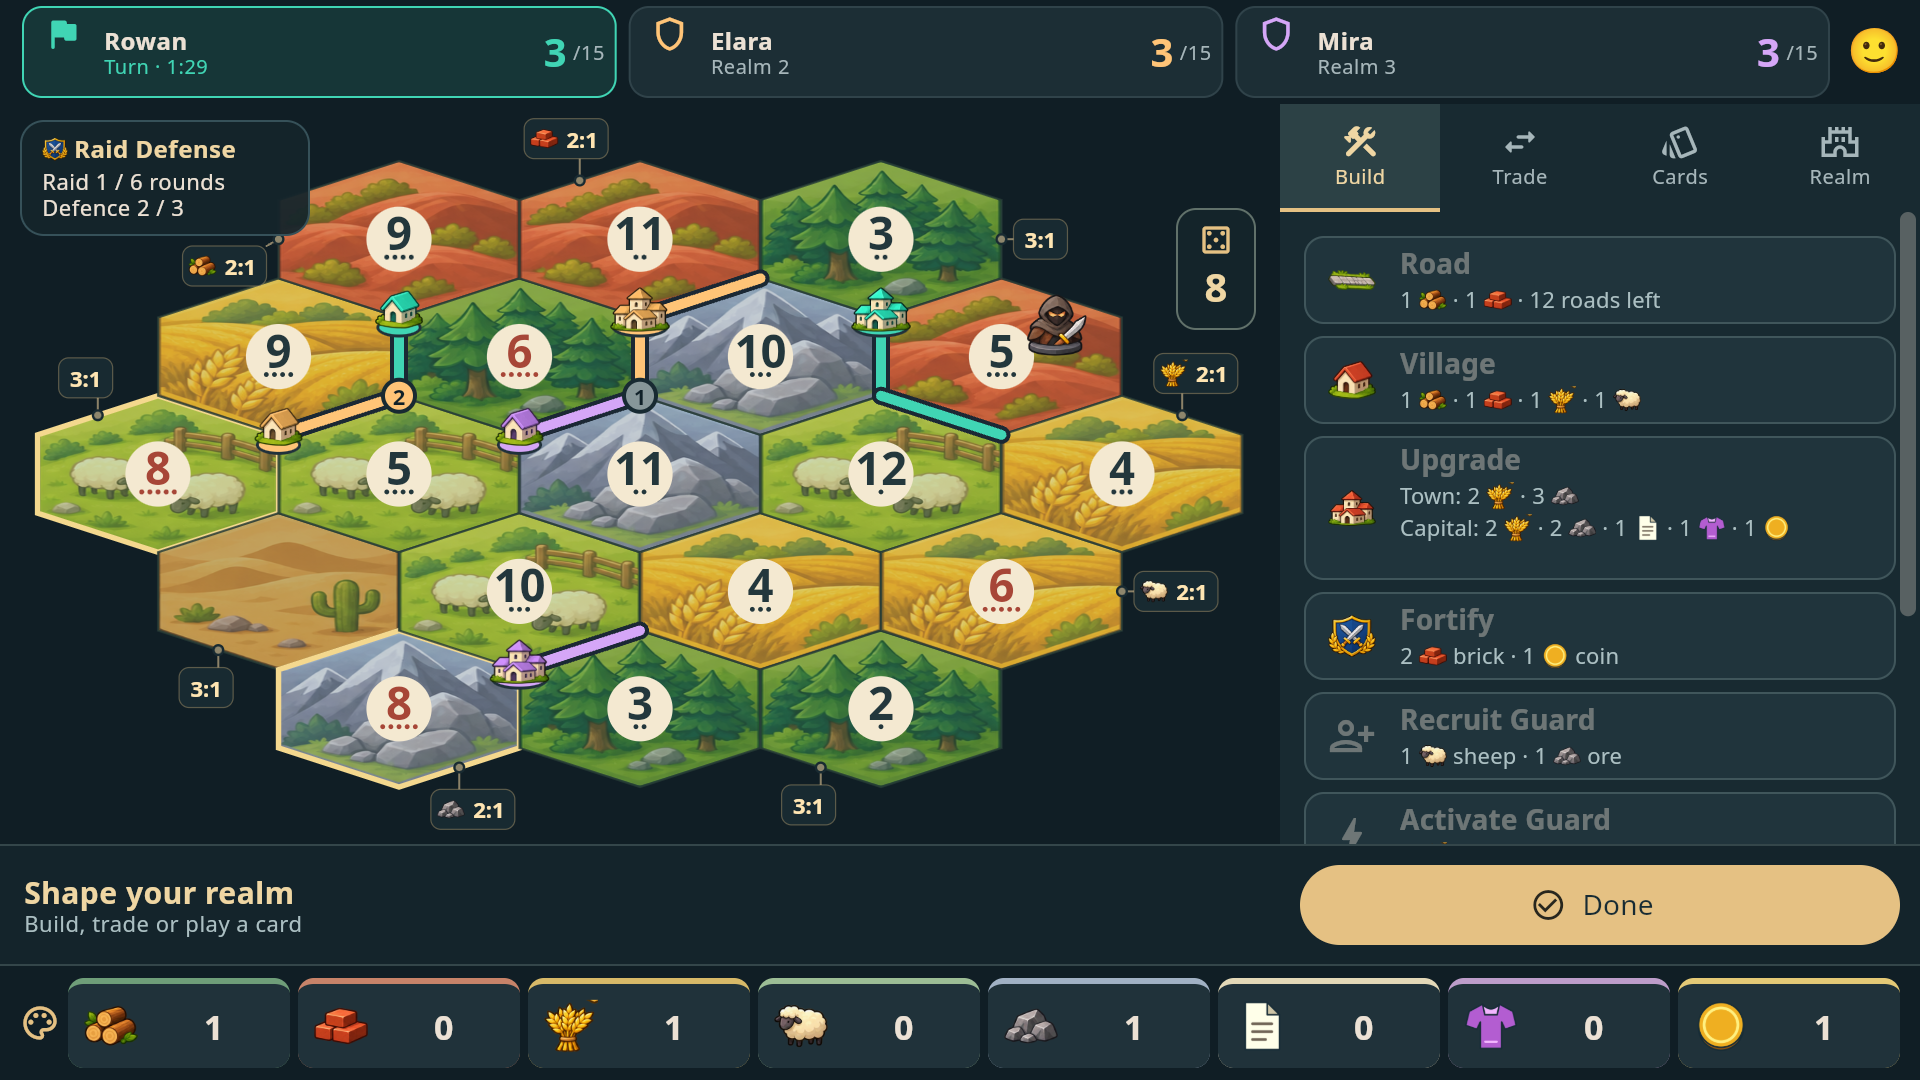 Rowan
Turn · 1:29
3 /15
Elara
Realm 2
3 /15
Mira
Realm 3
3 /15
Raid Defense
Raid 1 / 6 rounds
Defence 2 / 3
2:1
2:1
3:1
3:1
2:1
2:1
3:1
2:1
3:1
3:1
9
11
3
9
6
10
5
2
1
8
5
11
12
4
10
4
6
8
3
2
8
Build
Trade
Cards
Realm
Road
1 · 1 · 12 roads left
Village
1 · 1 · 1 · 1
Upgrade
Town: 2 · 3
Capital: 2 · 2 · 1 · 1 · 1
Fortify
2 brick · 1 coin
Recruit Guard
1 sheep · 1 ore
Activate Guard
Shape your realm
Build, trade or play a card
Done
1
0
1
0
1
0
0
1